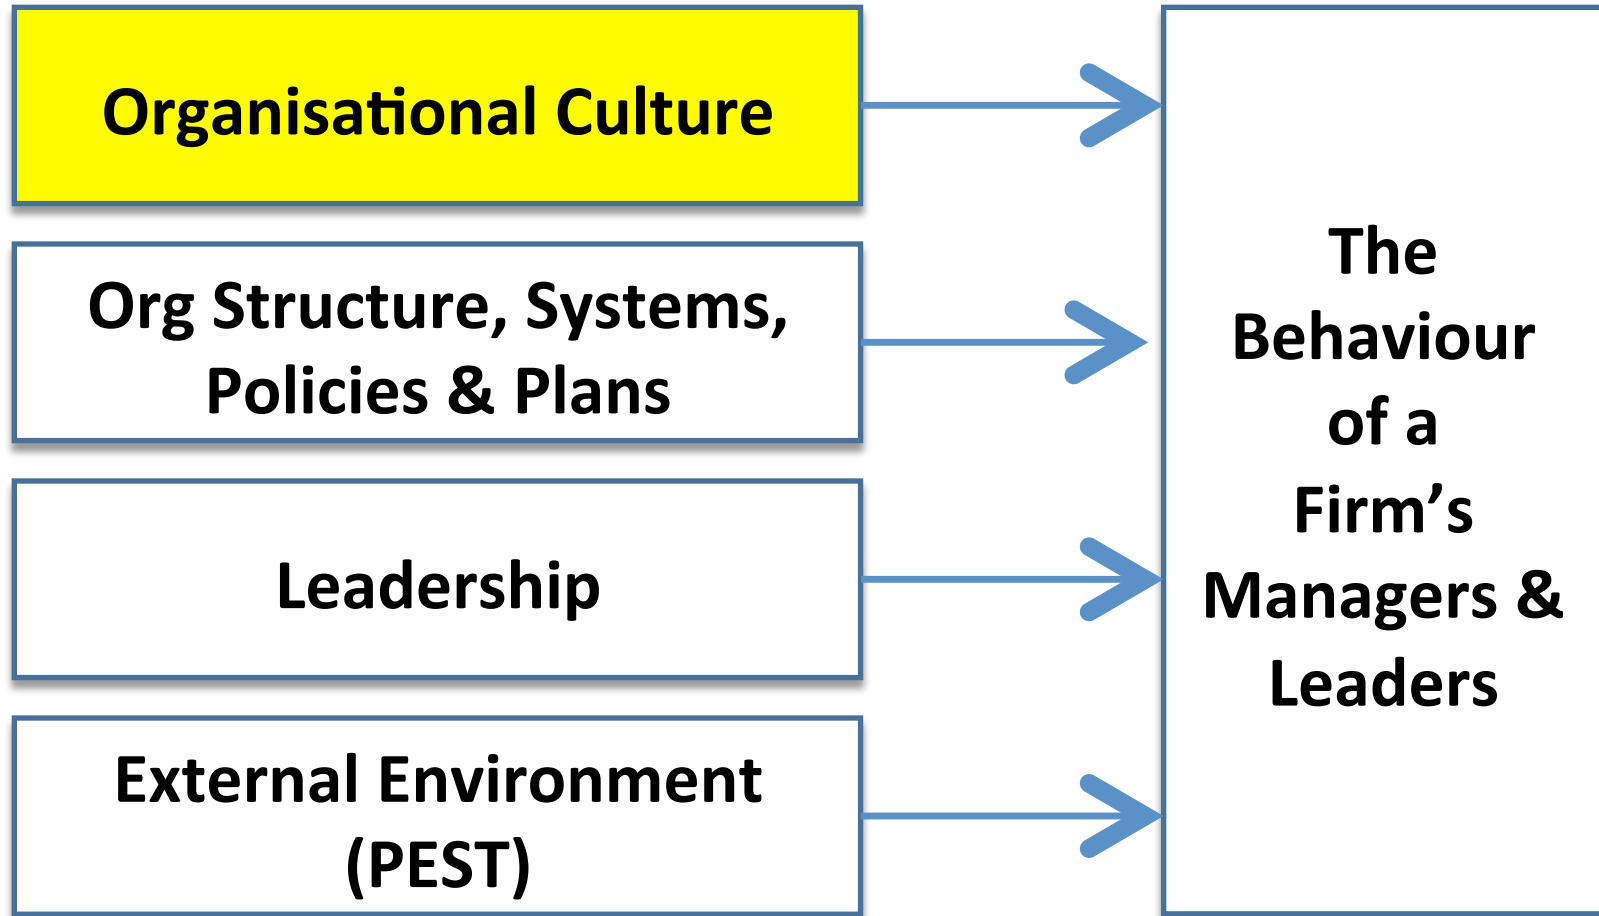 Organisational Culture
Org Structure, Systems,
Policies & Plans
Leadership
External Environment
(PEST)
The
Behaviour
of a
Firm’s
Managers &
Leaders